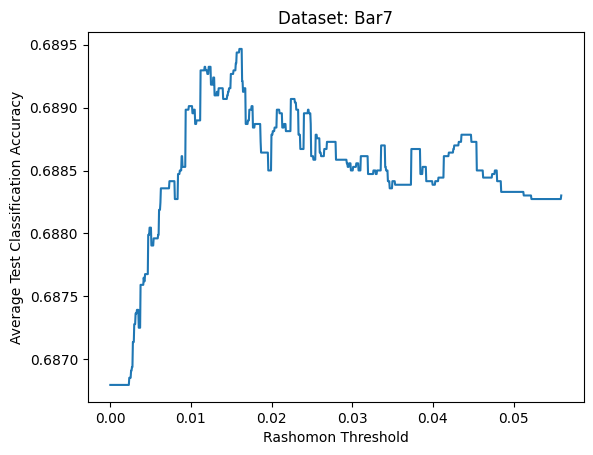 Dataset: Bar7
Average Test Classification Accuracy
0.6895
0.6890
0.6885
0.6880
0.6875
0.6870
0.00 0.01 0.02 0.03 0.04 0.05
Rashomon Threshold